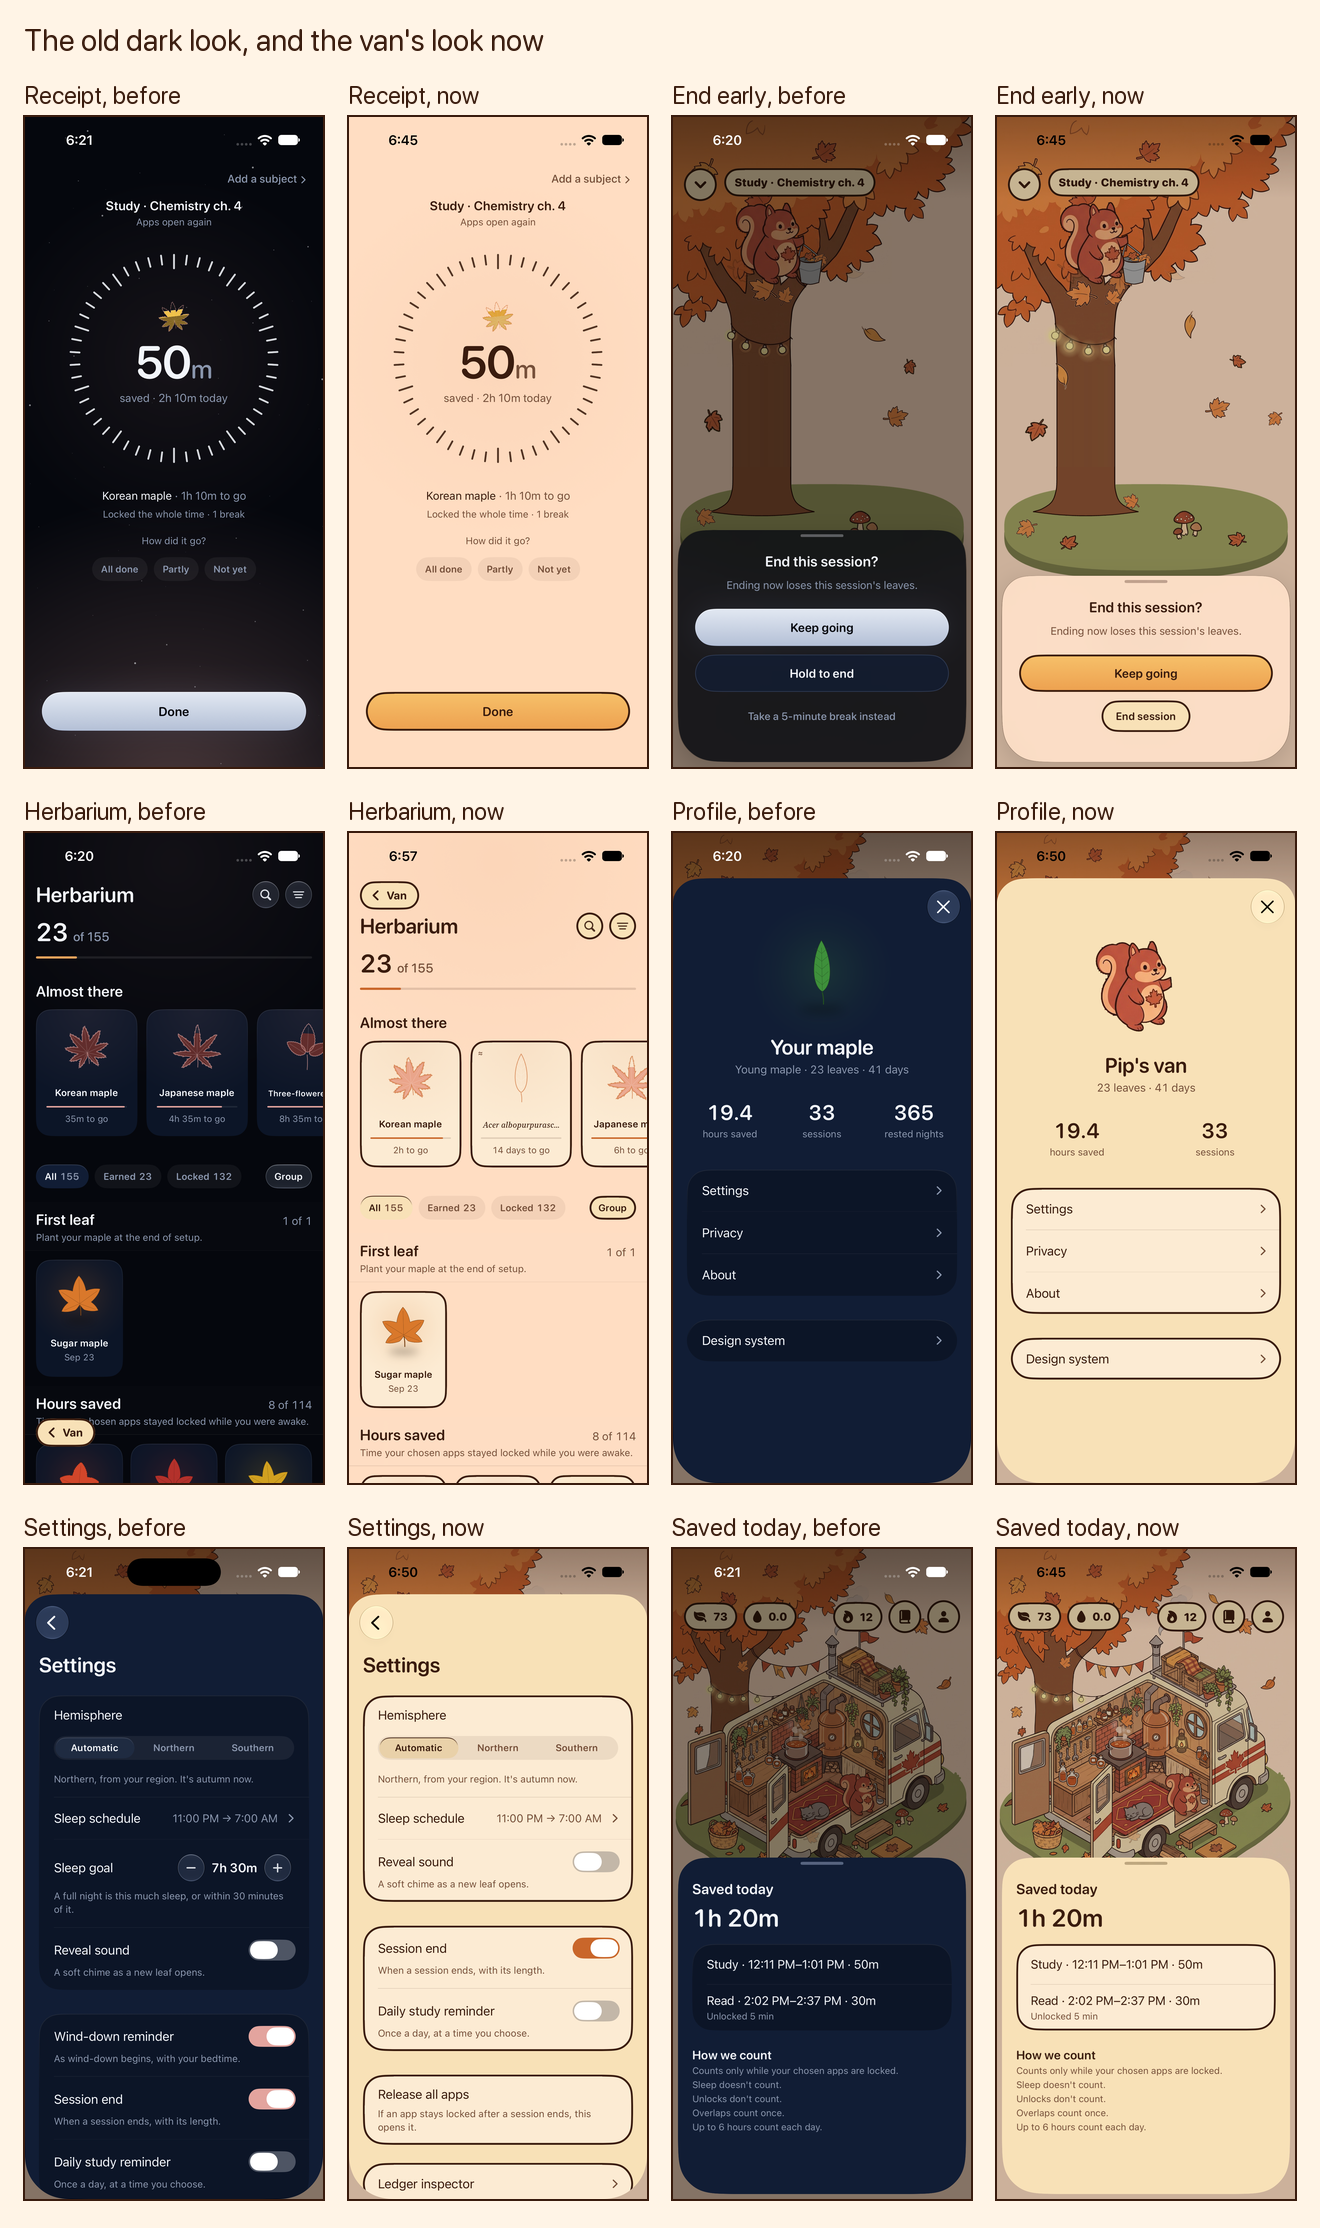 The old dark look, and the van's look now
Receipt, before
6:21
Add a subject
Study · Chemistry ch. 4
Apps open again
50m
saved · 2h 10m today
Korean maple · 1h 10m to go
Locked the whole time · 1 break
How did it go?
All done
Partly
Not yet
Done
Receipt, now
6:45
Add a subject
Study · Chemistry ch. 4
Apps open again
50m
saved · 2h 10m today
Korean maple · 1h 10m to go
Locked the whole time · 1 break
How did it go?
All done
Partly
Not yet
Done
End early, before
6:20
Study · Chemistry ch. 4
End this session?
Ending now loses this session's leaves.
Keep going
Hold to end
Take a 5-minute break instead
End early, now
6:45
Study · Chemistry ch. 4
End this session?
Ending now loses this session's leaves.
Keep going
End session
Herbarium, before
6:20
Herbarium
23 of 155
Almost there
Korean maple
35m to go
Japanese maple
4h 35m to go
Three-flowere
8h 35m to
All 155
Earned 23
Locked 132
Group
First leaf
1 of 1
Plant your maple at the end of setup.
Sugar maple
Sep 23
Hours saved
8 of 114
hosen apps stayed locked while you were awake.
Van
Herbarium, now
6:57
Van
Herbarium
23 of 155
Almost there
Korean maple
2h to go
Acer albopurpurasc...
14 days to go
Japanese m
6h to go
All 155
Earned 23
Locked 132
Group
First leaf
1 of 1
Plant your maple at the end of setup.
Sugar maple
Sep 23
Hours saved
8 of 114
Time your chosen apps stayed locked while you were awake.
Profile, before
6:20
Your maple
Young maple · 23 leaves · 41 days
19.4
hours saved
33
sessions
365
rested nights
Settings
Privacy
About
Design system
Profile, now
6:50
Pip's van
23 leaves · 41 days
19.4
hours saved
33
sessions
Settings
Privacy
About
Design system
Settings, before
6:21
Settings
Hemisphere
Automatic
Northern
Southern
Northern, from your region. It's autumn now.
Sleep schedule
11:00 PM → 7:00 AM
Sleep goal
7h 30m
A full night is this much sleep, or within 30 minutes
of it.
Reveal sound
A soft chime as a new leaf opens.
Wind-down reminder
As wind-down begins, with your bedtime.
Session end
When a session ends, with its length.
Daily study reminder
Once a day, at a time you choose.
Settings, now
6:50
Settings
Hemisphere
Automatic
Northern
Southern
Northern, from your region. It's autumn now.
Sleep schedule
11:00 PM → 7:00 AM
Reveal sound
A soft chime as a new leaf opens.
Session end
When a session ends, with its length.
Daily study reminder
Once a day, at a time you choose.
Release all apps
If an app stays locked after a session ends, this
opens it.
Ledger inspector
Saved today, before
6:21
73
0.0
12
Saved today
1h 20m
Study · 12:11 PM–1:01 PM · 50m
Read · 2:02 PM–2:37 PM · 30m
Unlocked 5 min
How we count
Counts only while your chosen apps are locked.
Sleep doesn't count.
Unlocks don't count.
Overlaps count once.
Up to 6 hours count each day.
Saved today, now
6:45
73
0.0
12
Saved today
1h 20m
Study · 12:11 PM–1:01 PM · 50m
Read · 2:02 PM–2:37 PM · 30m
Unlocked 5 min
How we count
Counts only while your chosen apps are locked.
Sleep doesn't count.
Unlocks don't count.
Overlaps count once.
Up to 6 hours count each day.